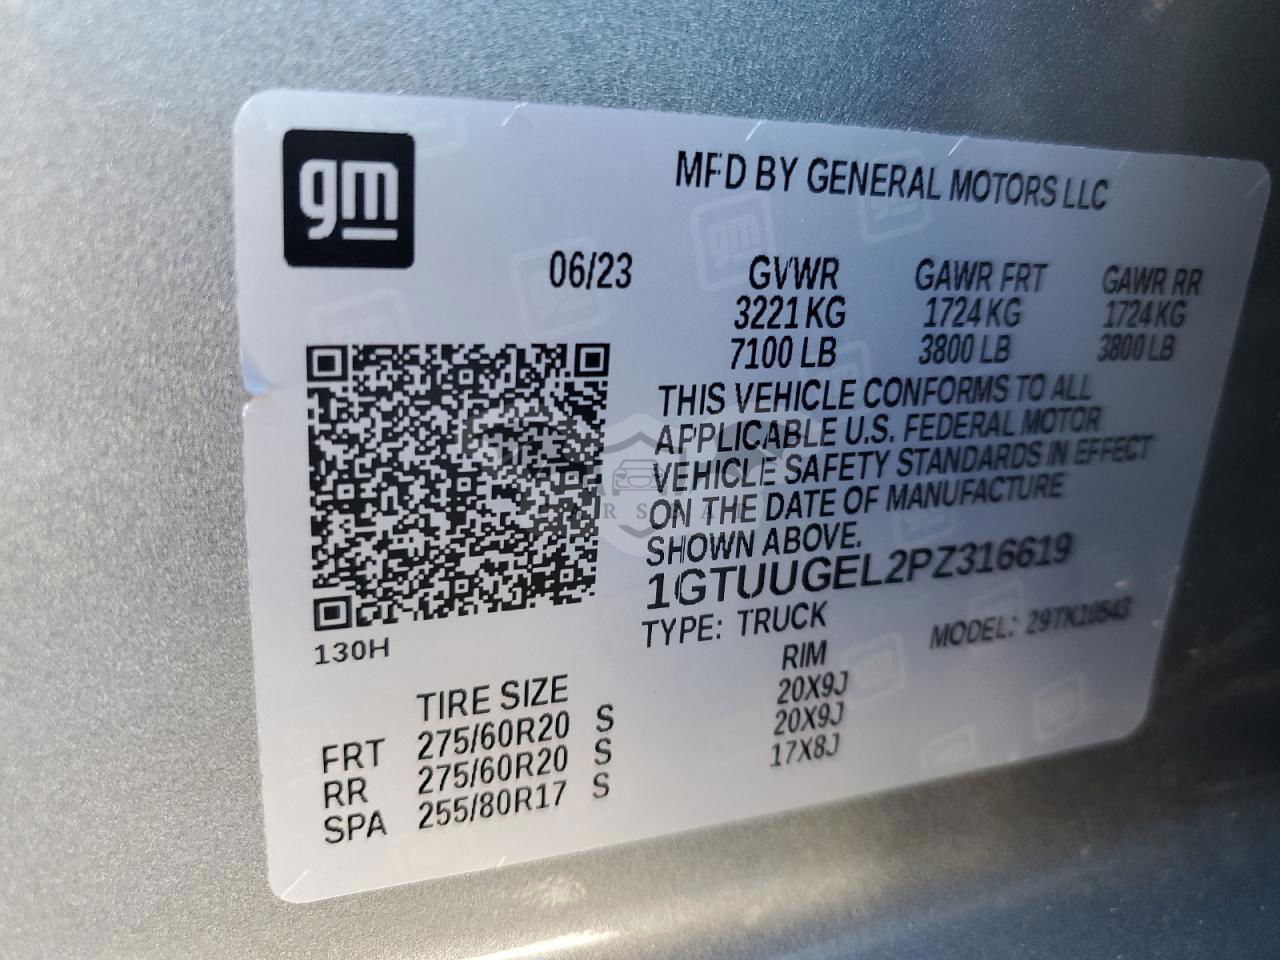 gm
MFD BY GENERAL MOTORS LLC
06/23
GVWR GAWR FRT GAWR RR
3221 KG 1724 KG 1724 KG
7100 LB 3800 LB 3800 LB
THIS VEHICLE CONFORMS TO ALL
APPLICABLE U.S. FEDERAL MOTOR
VEHICLE SAFETY STANDARDS IN EFFECT
ON THE DATE OF MANUFACTURE
SHOWN ABOVE.
1GTUUGEL2PZ316619
TYPE: TRUCK MODEL: 29TK10543
130H
TIRE SIZE RIM
FRT 275/60R20 S 20X9J
RR 275/60R20 S 20X9J
SPA 255/80R17 S 17X8J